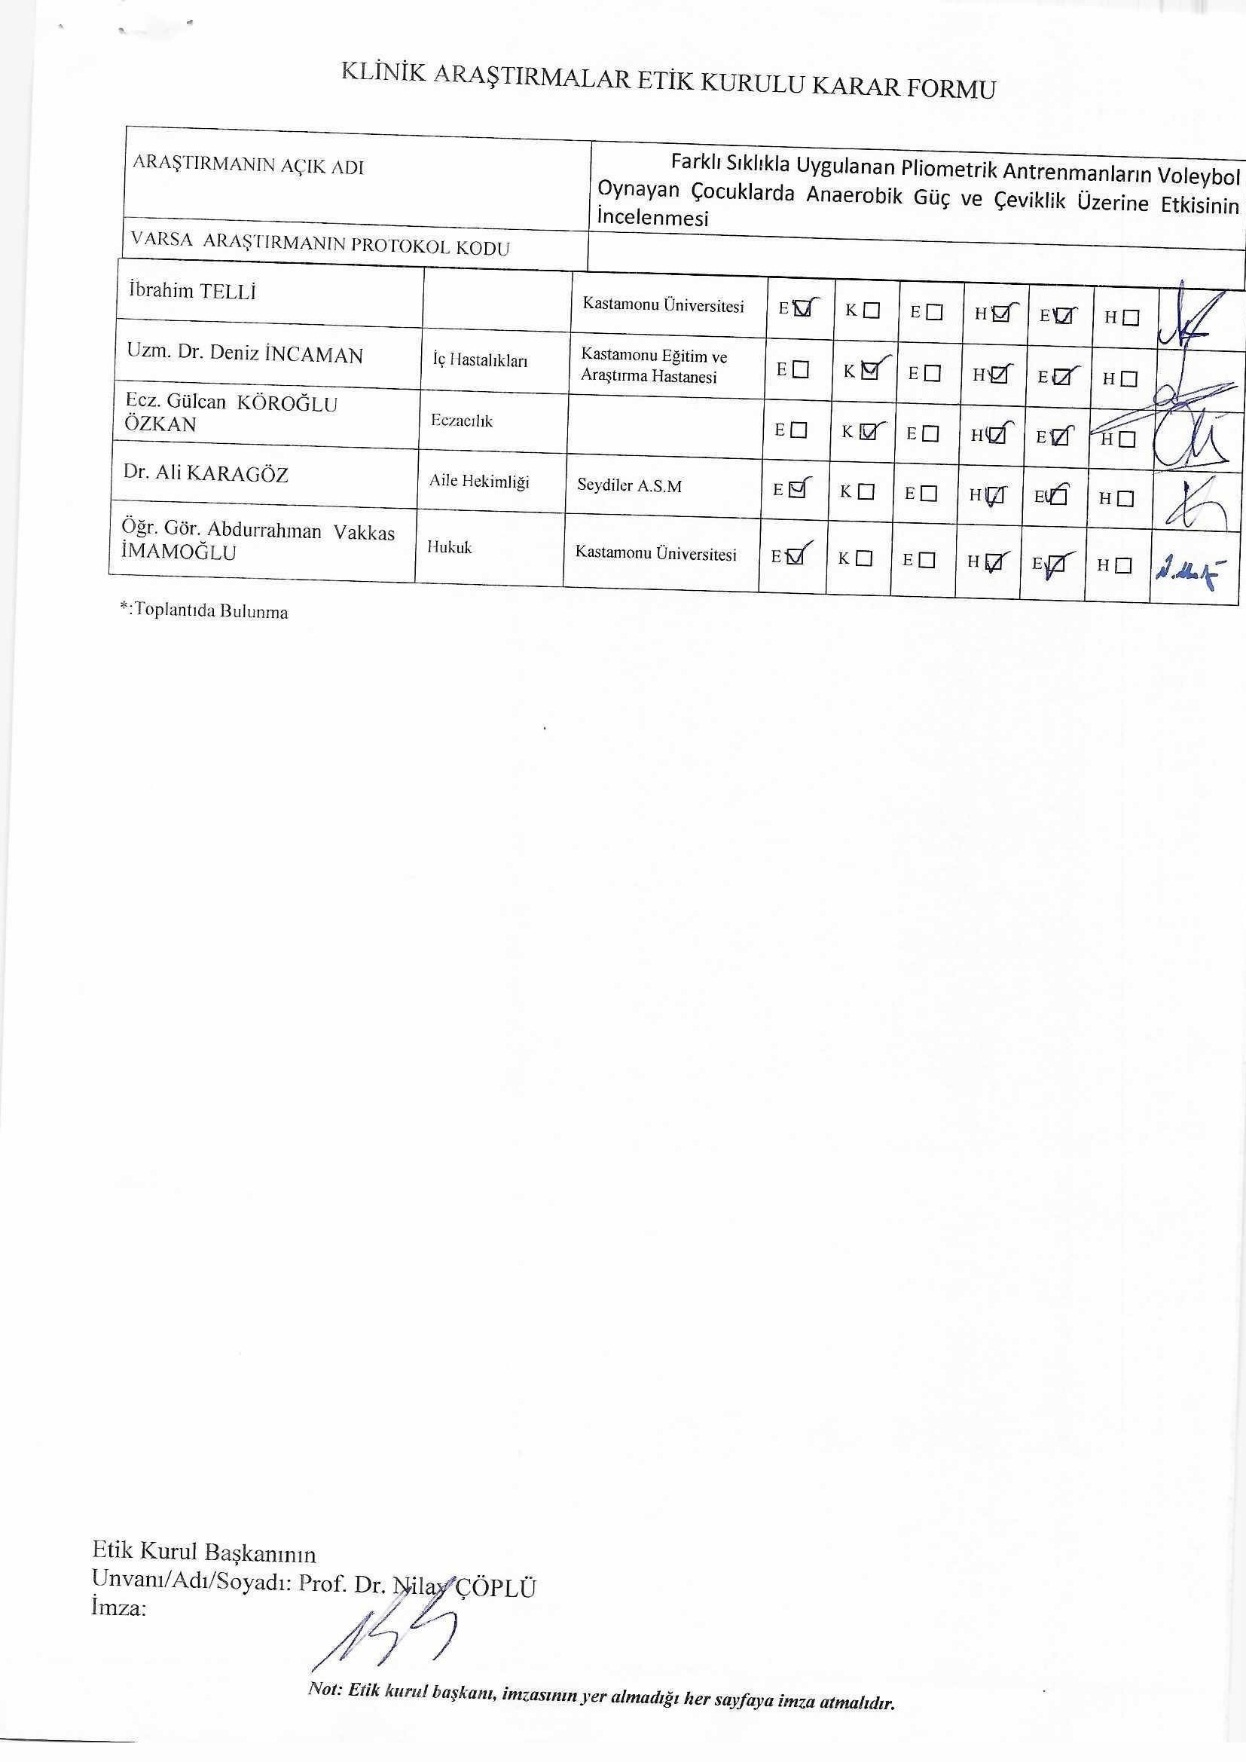 KLİNİK ARAŞTIRMALAR ETİK KURULU KARAR FORMU
ARAŞTIRMANIN AÇIK ADI
Farklı Sıklıkla Uygulanan Pliometrik Antrenmanların Voleybol
Oynayan Çocuklarda Anaerobik Güç ve Çeviklik Üzerine Etkisinin
İncelenmesi
VARSA ARAŞTIRMANIN PROTOKOL KODU
İbrahim TELLİ Kastamonu Üniversitesi E ☑ K ☐ E ☐ H ☑ E ☑ H ☐
Uzm. Dr. Deniz İNCAMAN İç Hastalıkları Kastamonu Eğitim ve
Araştırma Hastanesi E ☐ K ☑ E ☐ H ☑ E ☑ H ☐
Ecz. Gülcan KÖROĞLU
ÖZKAN Eczacılık E ☐ K ☑ E ☐ H ☑ E ☑ H ☐
Dr. Ali KARAGÖZ Aile Hekimliği Seydiler A.S.M E ☑ K ☐ E ☐ H ☑ E ☑ H ☐
Öğr. Gör. Abdurrahman Vakkas
İMAMOĞLU Hukuk Kastamonu Üniversitesi E ☑ K ☐ E ☐ H ☑ E ☑ H ☐
*:Toplantıda Bulunma
Etik Kurul Başkanının
Unvanı/Adı/Soyadı: Prof. Dr. Nilay ÇÖPLÜ
İmza:
Not: Etik kurul başkanı, imzasının yer almadığı her sayfaya imza atmalıdır.